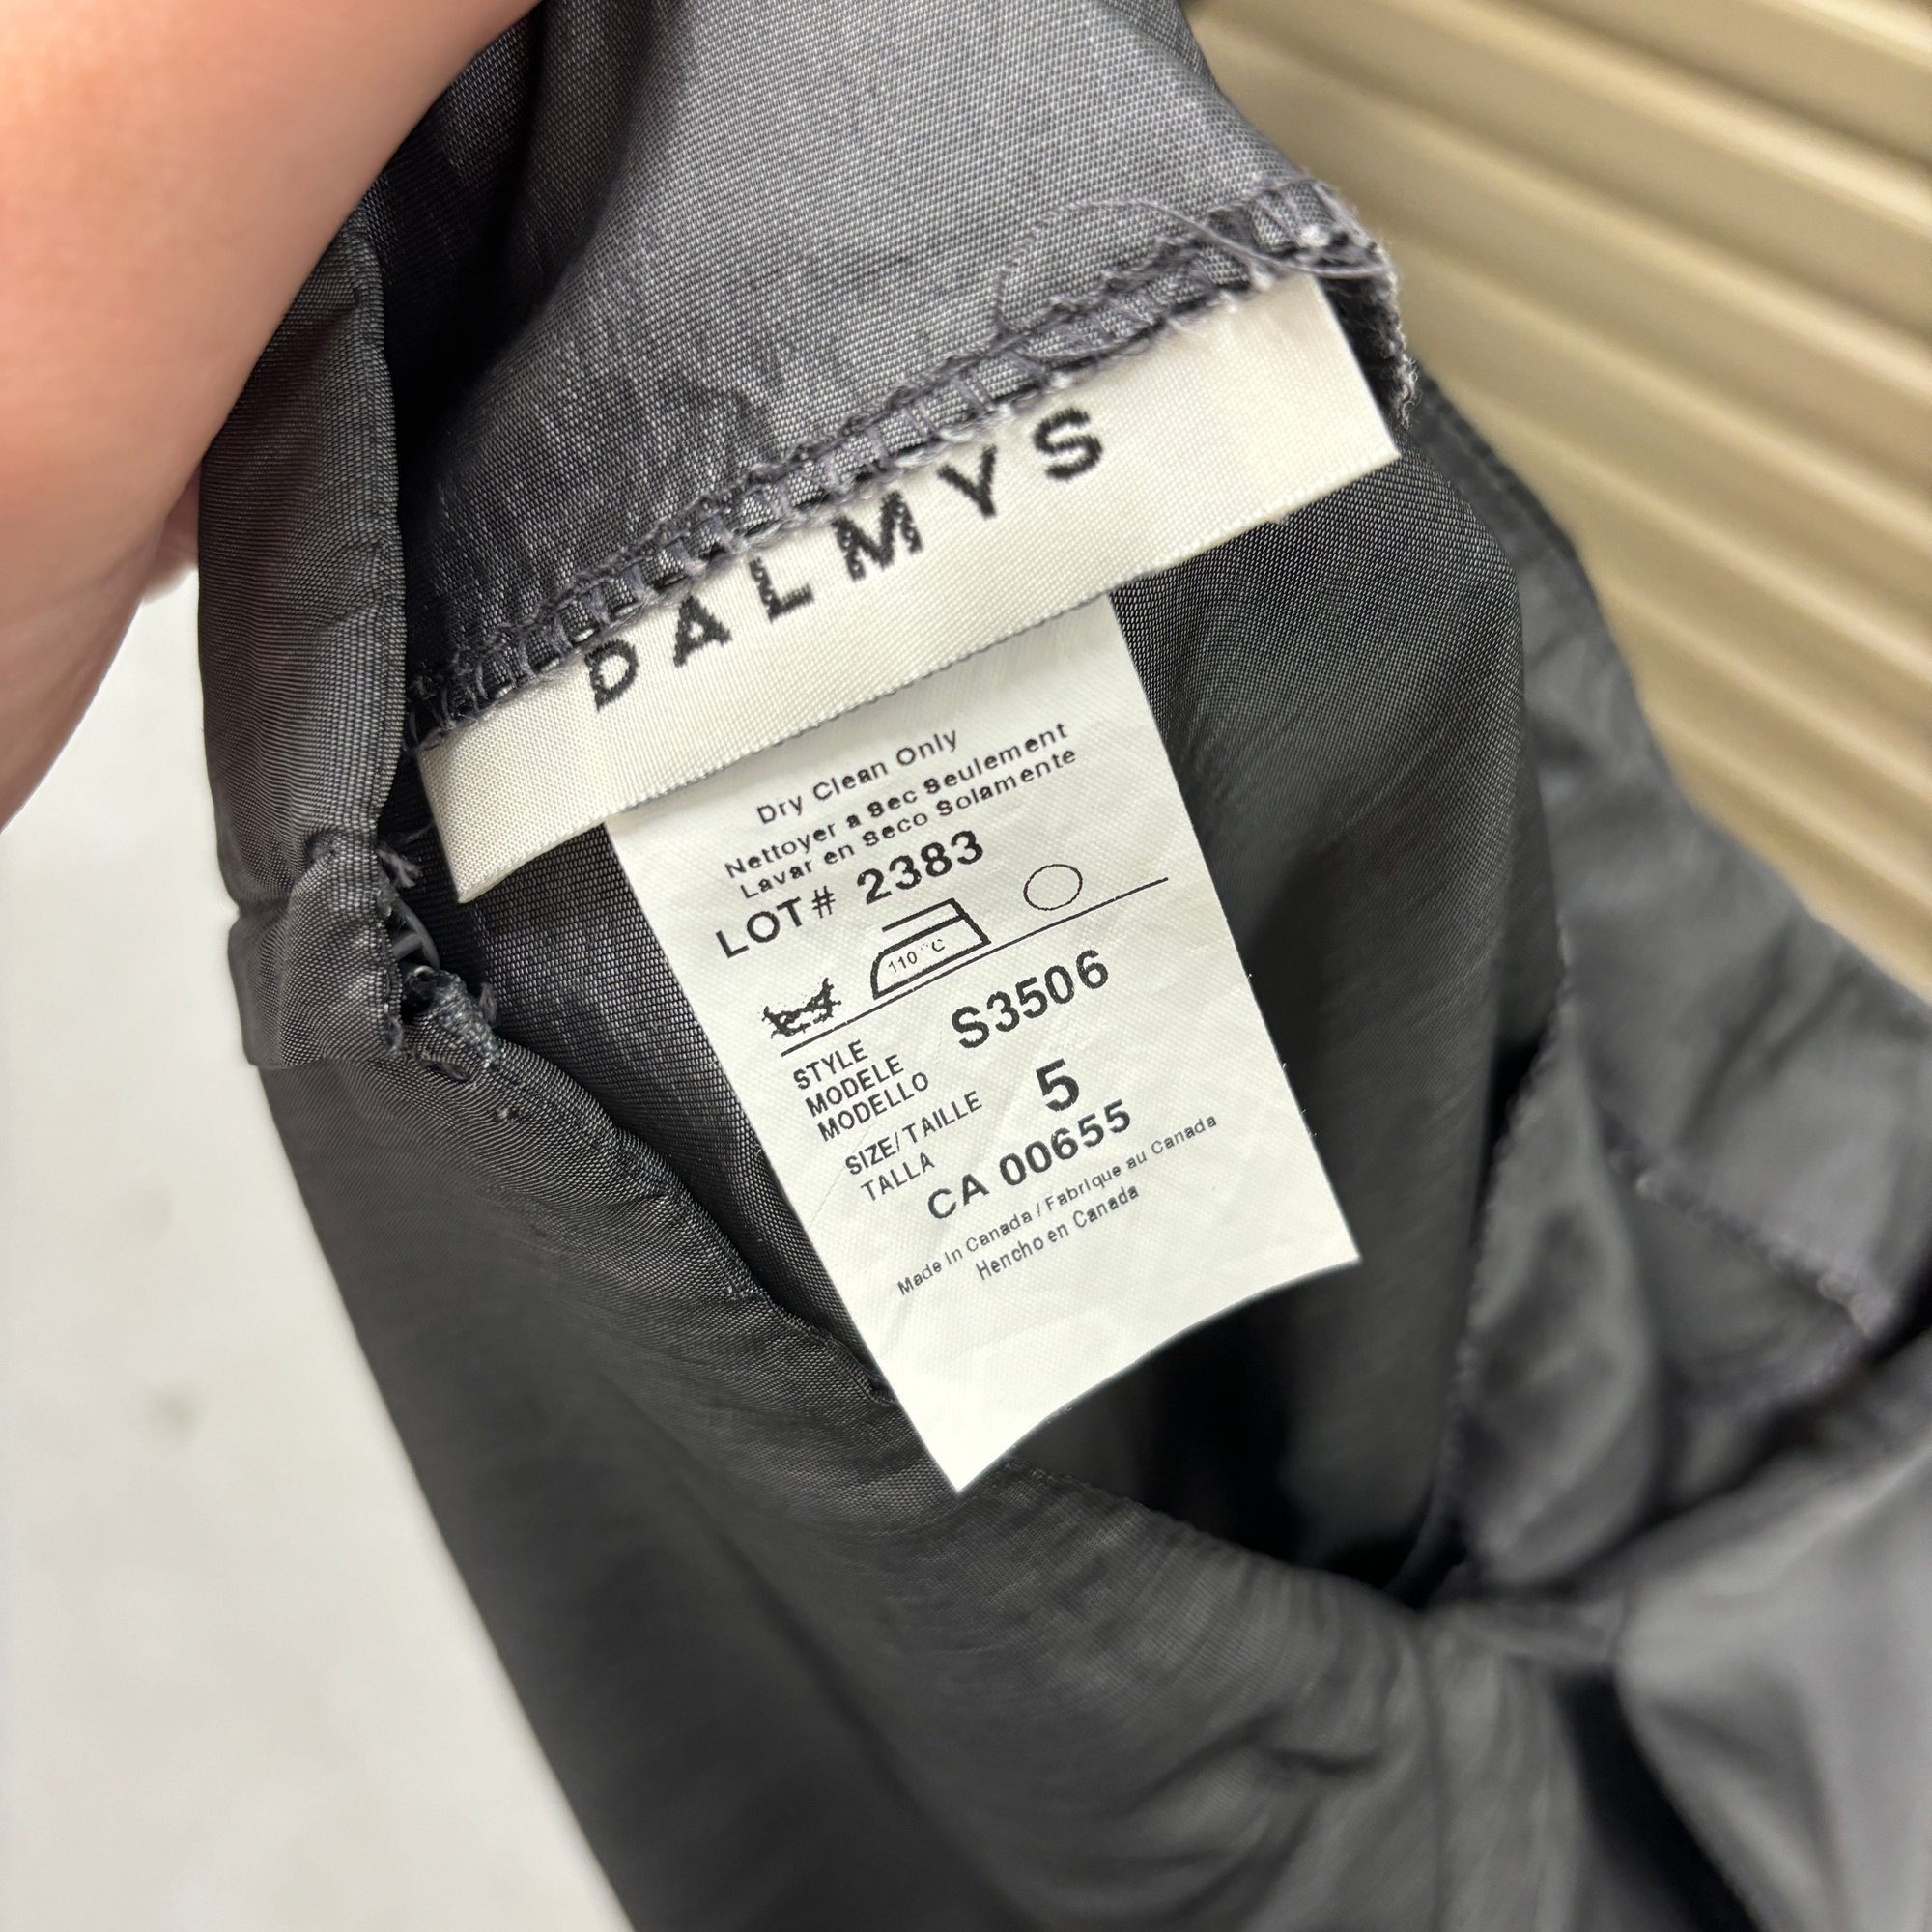 DALMYS
Dry Clean Only
Nettoyer a Sec Seulement
Lavar en Seco Solamente
LOT# 2383
110 °C
STYLE
MODELE S3506
MODELLO
SIZE/TAILLE 5
TALLA
CA 00655
Made in Canada / Fabrique au Canada
Hencho en Canada